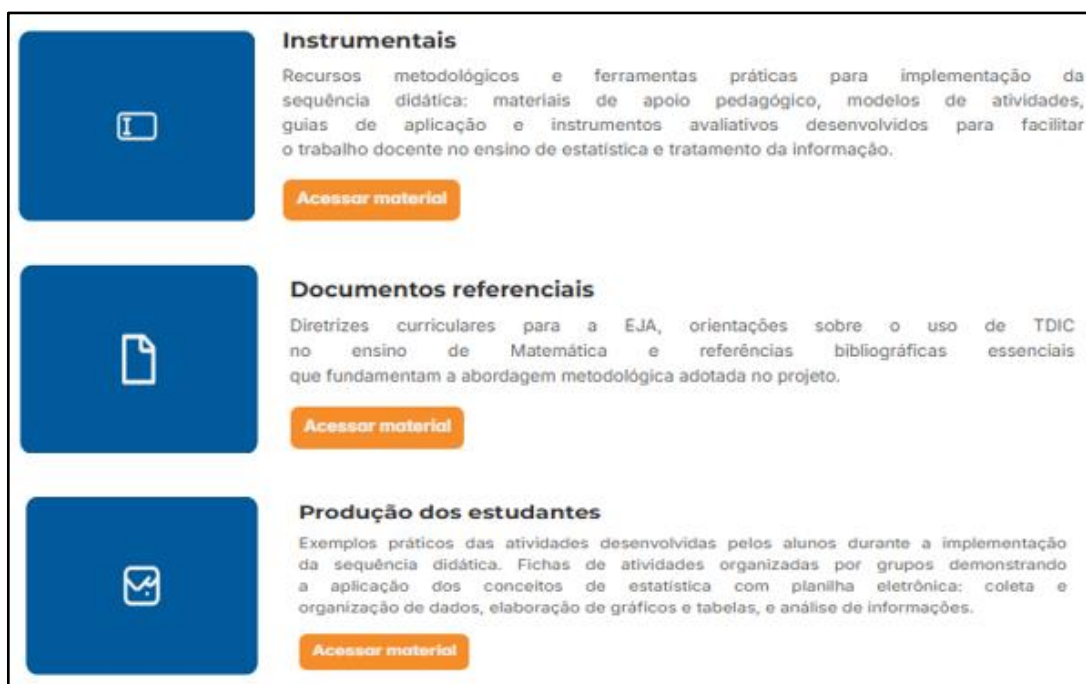 Instrumentais
Recursos metodológicos e ferramentas práticas para implementação da
sequência didática: materiais de apoio pedagógico, modelos de atividades,
guias de aplicação e instrumentos avaliativos desenvolvidos para facilitar
o trabalho docente no ensino de estatística e tratamento da informação.
Acessar material
Documentos referenciais
Diretrizes curriculares para a EJA, orientações sobre o uso de TDIC
no ensino de Matemática e referências bibliográficas essenciais
que fundamentam a abordagem metodológica adotada no projeto.
Acessar material
Produção dos estudantes
Exemplos práticos das atividades desenvolvidas pelos alunos durante a implementação
da sequência didática. Fichas de atividades organizadas por grupos demonstrando
a aplicação dos conceitos de estatística com planilha eletrônica: coleta e
organização de dados, elaboração de gráficos e tabelas, e análise de informações.
Acessar material